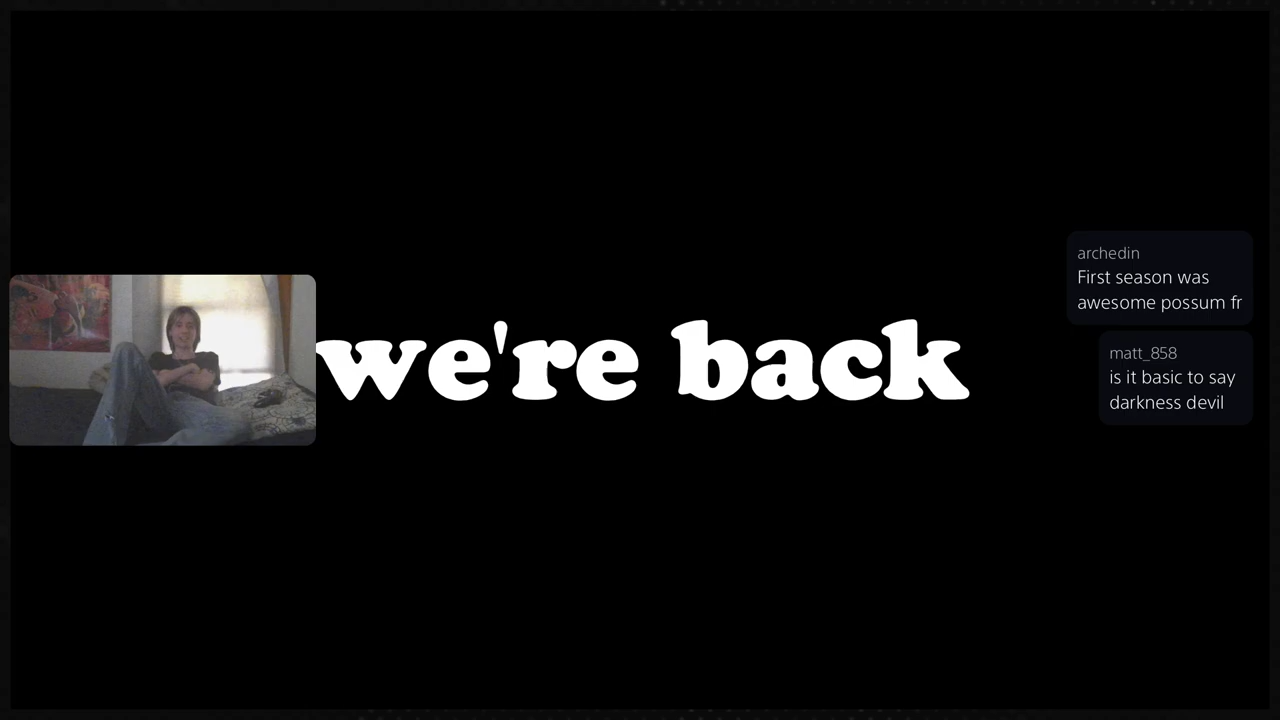 we're back
archedin
First season was
awesome possum fr
matt_858
is it basic to say
darkness devil